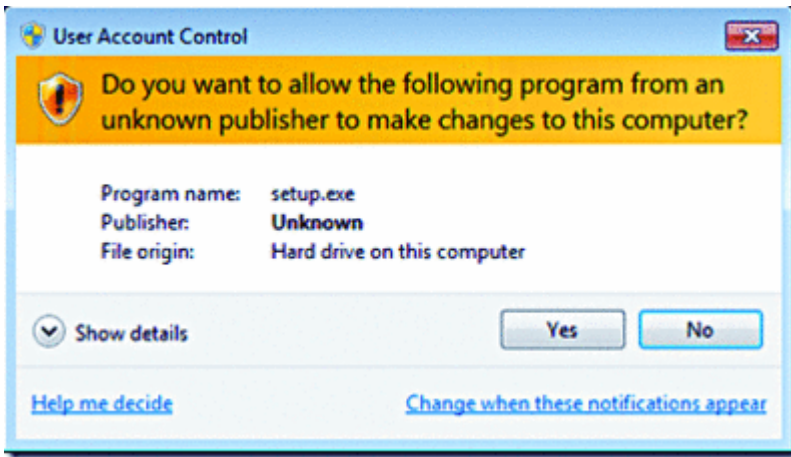 User Account Control
Do you want to allow the following program from an
unknown publisher to make changes to this computer?
Program name: setup.exe
Publisher: Unknown
File origin: Hard drive on this computer
Show details Yes No
Help me decide Change when these notifications appear